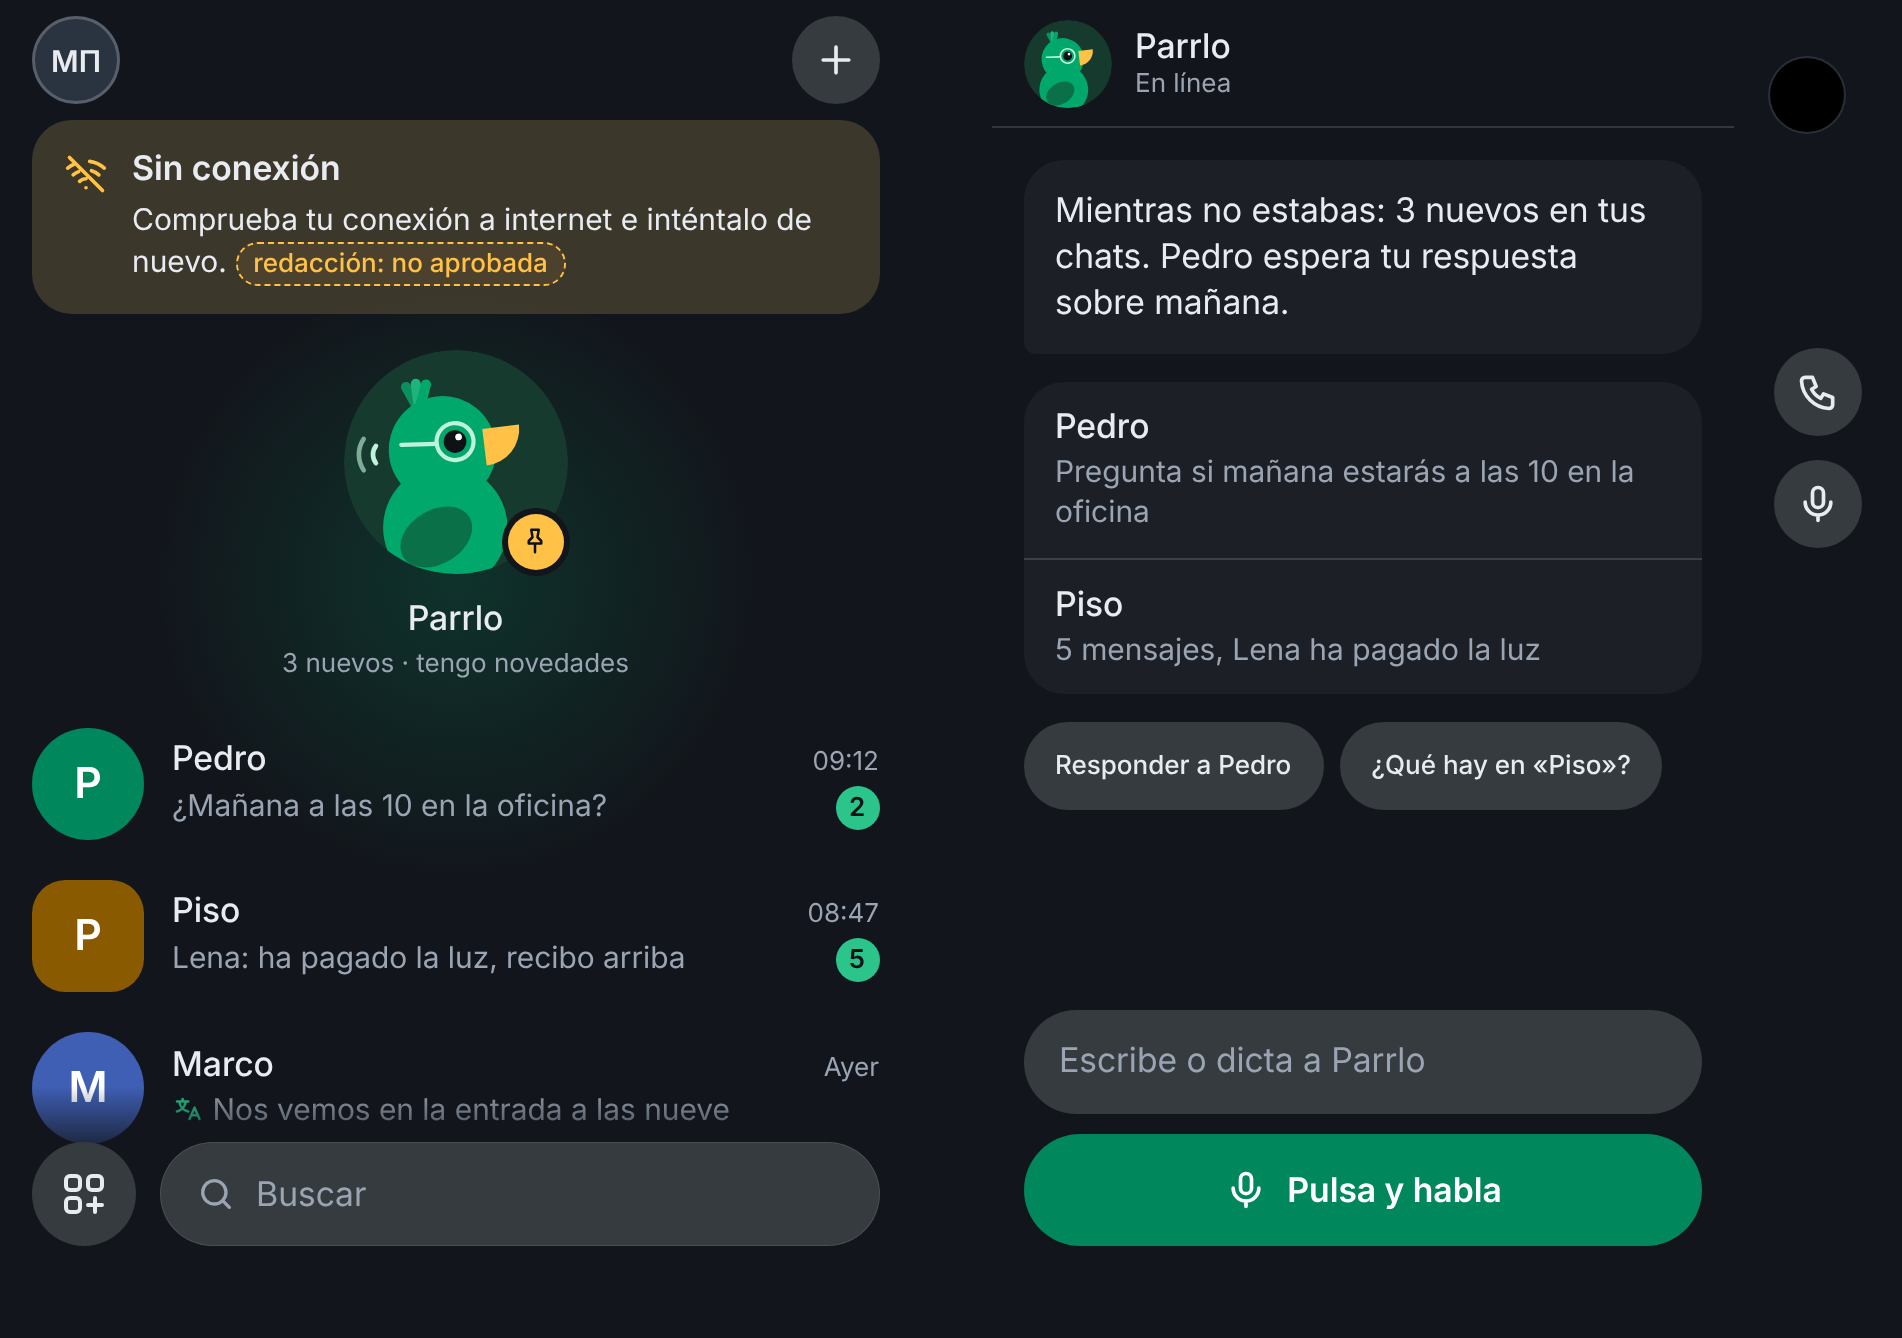 МП
Sin conexión
Comprueba tu conexión a internet e inténtalo de
nuevo. redacción: no aprobada
Parrlo
3 nuevos · tengo novedades
P
Pedro
09:12
¿Mañana a las 10 en la oficina?
2
P
Piso
08:47
Lena: ha pagado la luz, recibo arriba
5
M
Marco
Ayer
Nos vemos en la entrada a las nueve
Buscar
Parrlo
En línea
Mientras no estabas: 3 nuevos en tus
chats. Pedro espera tu respuesta
sobre mañana.
Pedro
Pregunta si mañana estarás a las 10 en la
oficina
Piso
5 mensajes, Lena ha pagado la luz
Responder a Pedro
¿Qué hay en «Piso»?
Escribe o dicta a Parrlo
Pulsa y habla